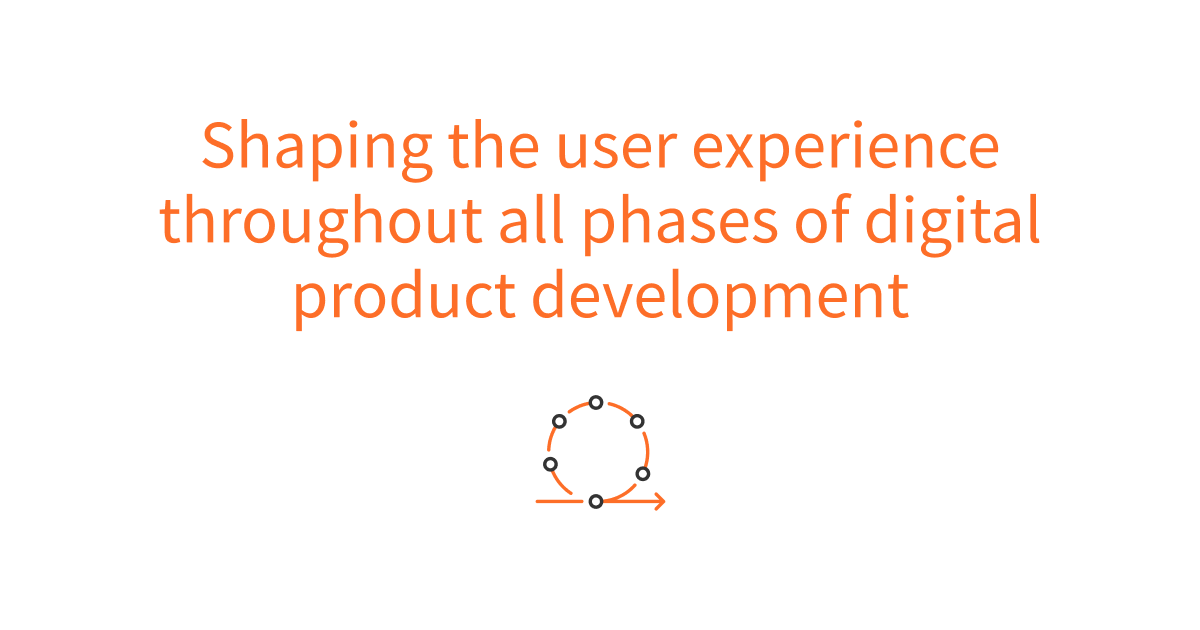 Shaping the user experience
throughout all phases of digital
product development